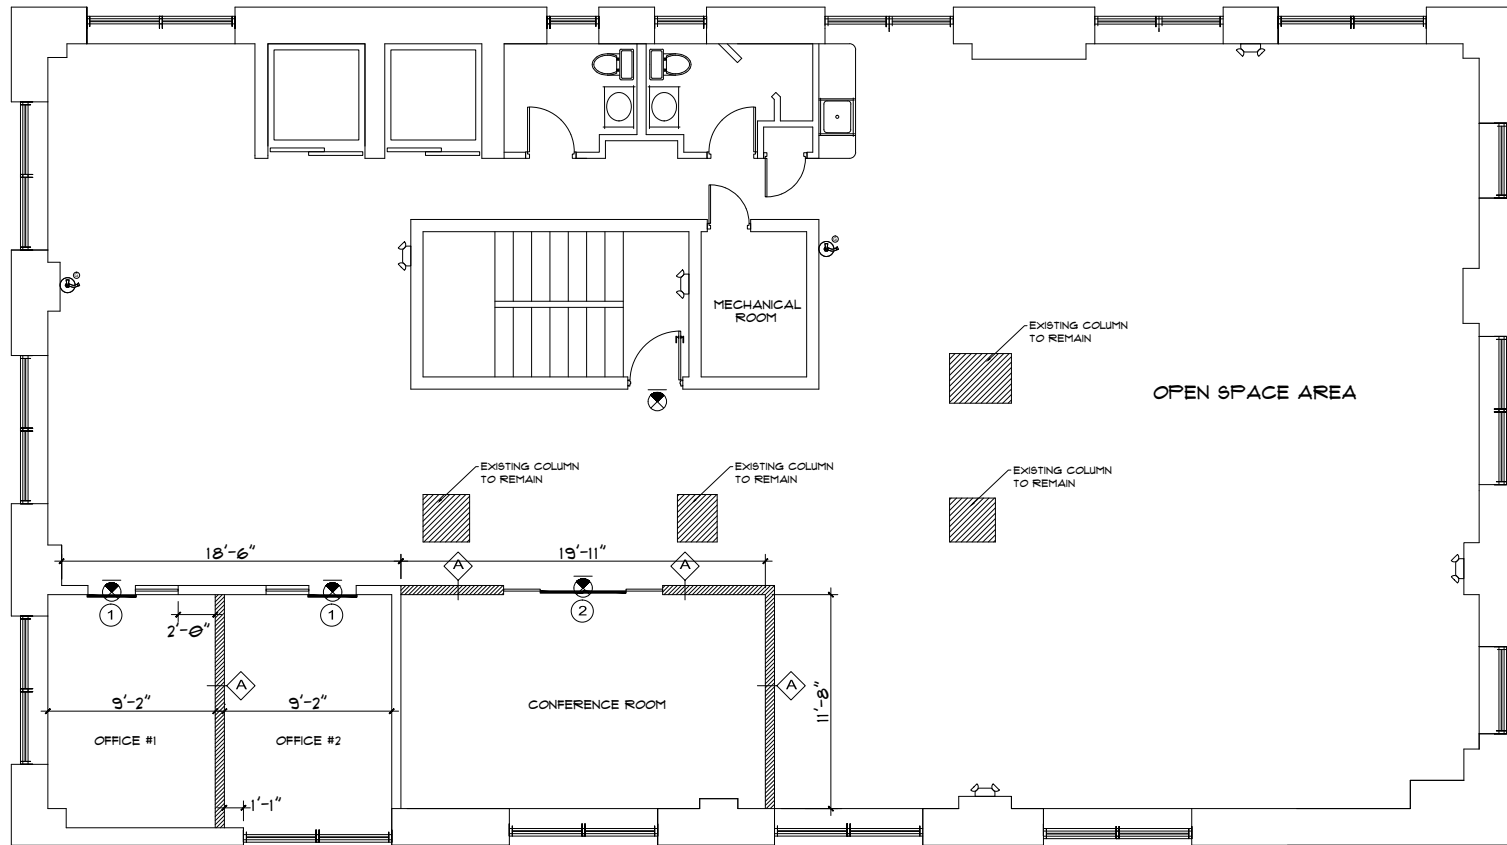 MECHANICAL
ROOM
EXISTING COLUMN
TO REMAIN
OPEN SPACE AREA
EXISTING COLUMN
TO REMAIN
EXISTING COLUMN
TO REMAIN
EXISTING COLUMN
TO REMAIN
18'-6"
19'-11"
A
A
1
1
2
2'-0"
A
A
9'-2"
9'-2"
CONFERENCE ROOM
11'-8"
OFFICE #1
OFFICE #2
1'-1"